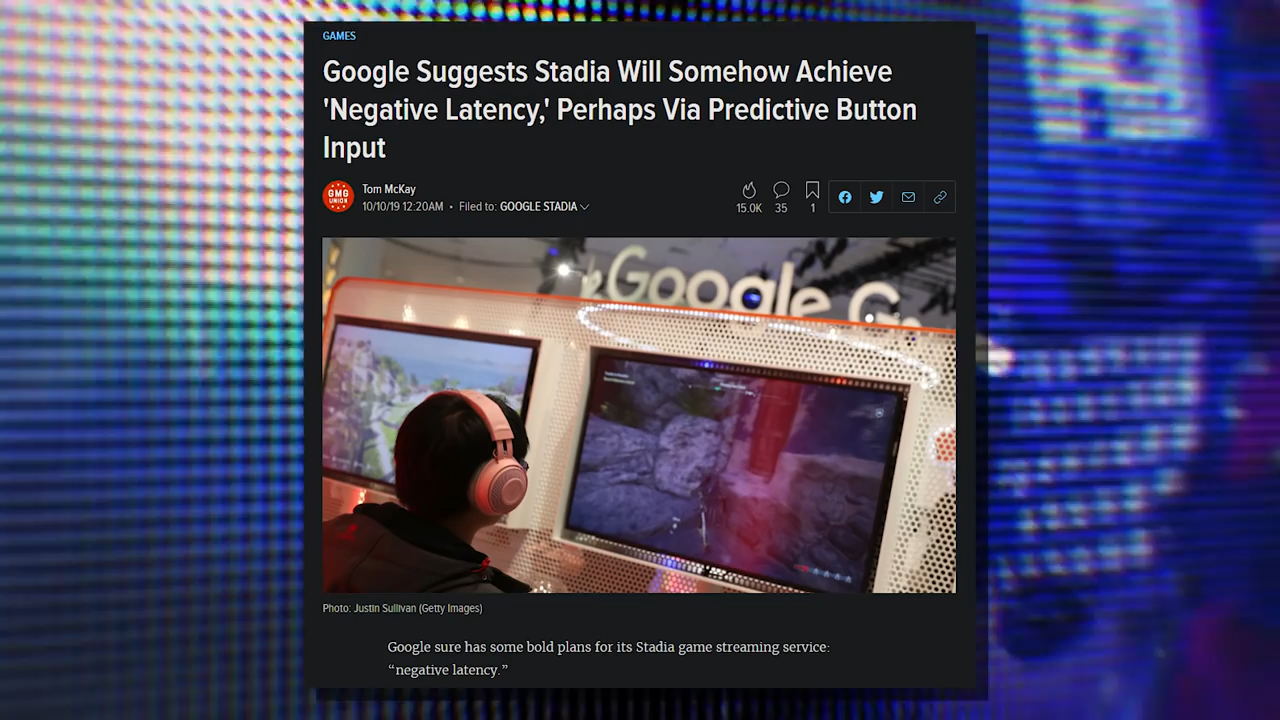 GAMES
Google Suggests Stadia Will Somehow Achieve
'Negative Latency,' Perhaps Via Predictive Button
Input
GMG
UNION
Tom McKay
10/10/19 12:20AM • Filed to: GOOGLE STADIA
15.0K 35 1
Google G
Photo: Justin Sullivan (Getty Images)
Google sure has some bold plans for its Stadia game streaming service:
“negative latency.”